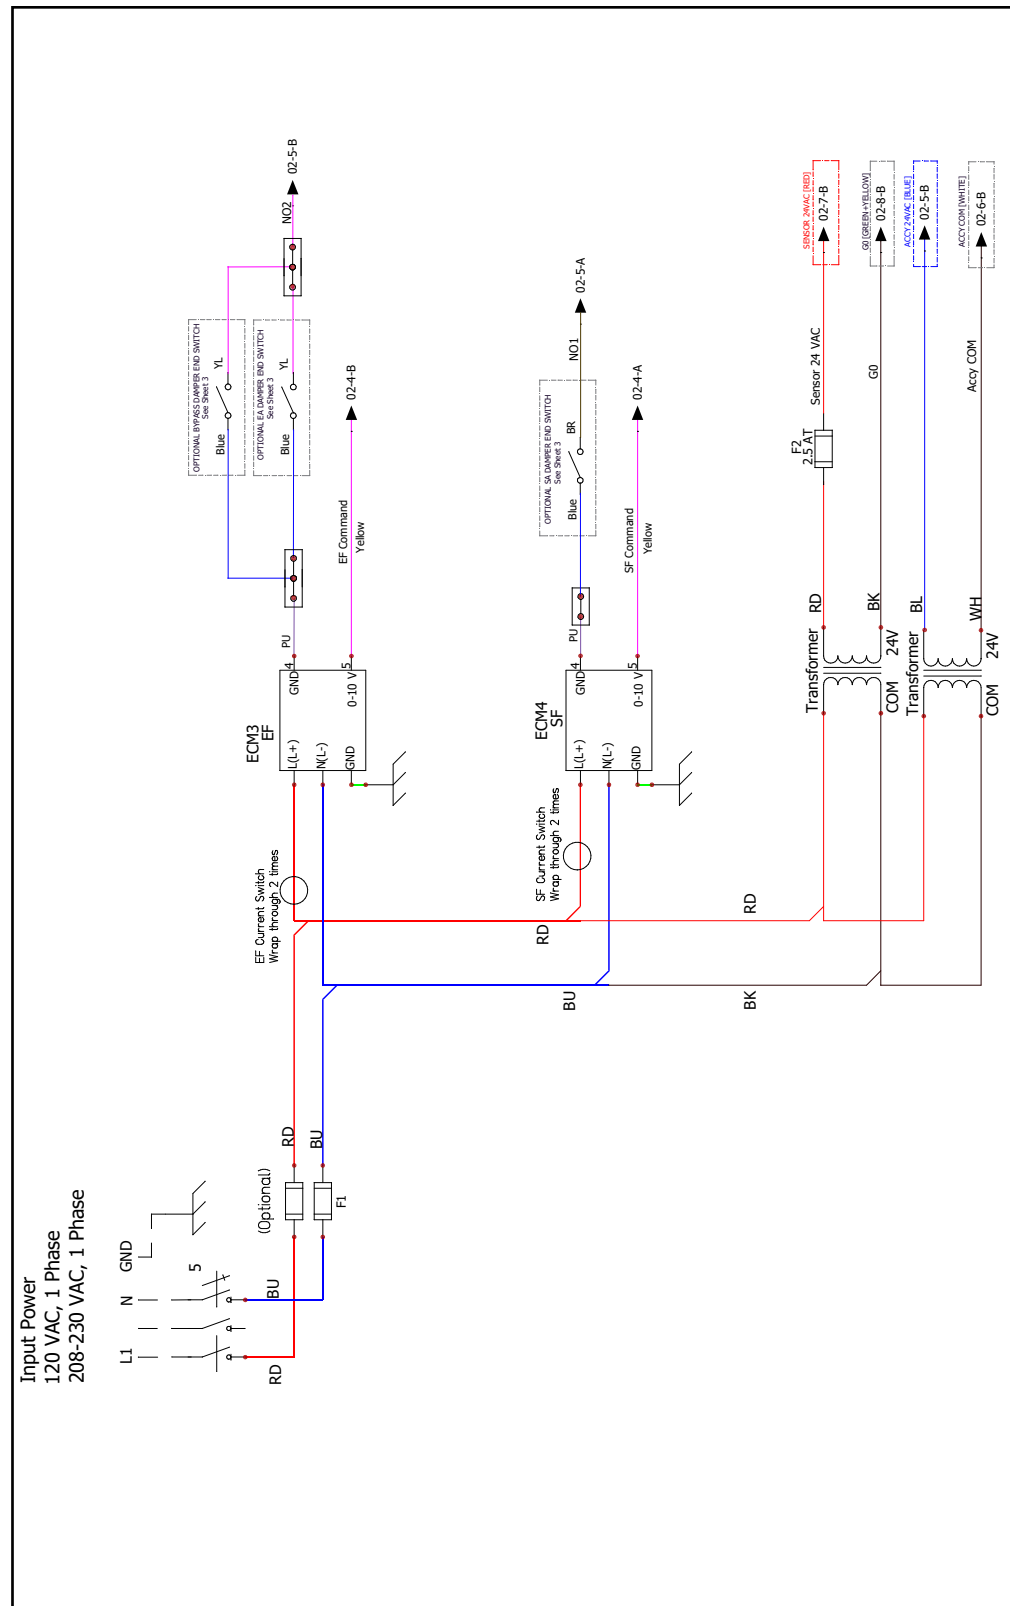 Input Power
120 VAC, 1 Phase
208-230 VAC, 1 Phase
L1
N
GND
5
RD
BU
(Optional)
F1
RD
BU
EF Current Switch
Wrap through 2 times
ECM3
EF
L(L+)
N(L-)
GND
GND
0-10 V
4
5
PU
EF Command
Yellow
02-4-B
OPTIONAL BYPASS DAMPER END SWITCH
See Sheet 3
Blue
YL
OPTIONAL EA DAMPER END SWITCH
See Sheet 3
Blue
YL
NO2
02-5-B
RD
BU
SF Current Switch
Wrap through 2 times
ECM4
SF
L(L+)
N(L-)
GND
GND
0-10 V
4
5
PU
SF Command
Yellow
02-4-A
OPTIONAL SA DAMPER END SWITCH
See Sheet 3
Blue
BR
NO1
02-5-A
RD
BK
Transformer
COM
24V
RD
BK
F2
2.5 AT
Sensor 24 VAC
G0
SENSOR 24VAC [RED]
02-7-B
G0 [GREEN+YELLOW]
02-8-B
Transformer
COM
24V
BL
WH
Accy COM
ACCY 24VAC [BLUE]
02-5-B
ACCY COM [WHITE]
02-6-B